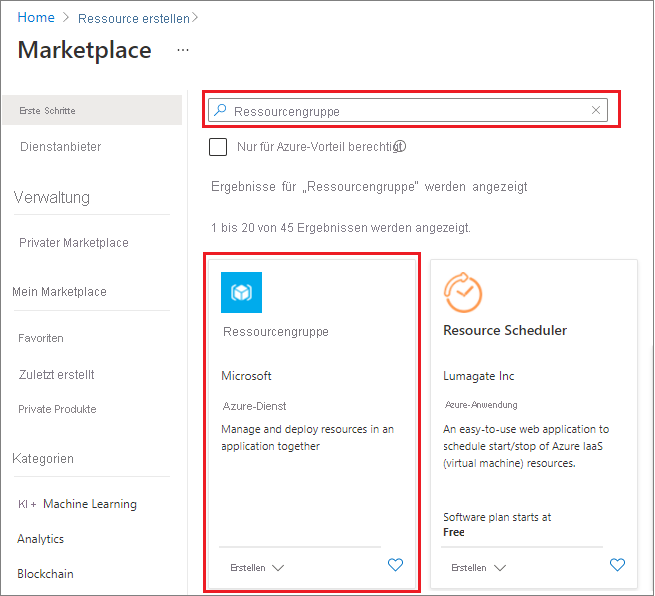 Home > Ressource erstellen >
Marketplace ...
Erste Schritte
Dienstanbieter
Verwaltung
Privater Marketplace
Mein Marketplace
Favoriten
Zuletzt erstellt
Private Produkte
Kategorien
KI + Machine Learning
Analytics
Blockchain
Ressourcengruppe
Nur für Azure-Vorteil berechtigt
Ergebnisse für „Ressourcengruppe“ werden angezeigt
1 bis 20 von 45 Ergebnissen werden angezeigt.
Ressourcengruppe
Microsoft
Azure-Dienst
Manage and deploy resources in an
application together
Erstellen
Resource Scheduler
Lumagate Inc
Azure-Anwendung
An easy-to-use web application to
schedule start/stop of Azure IaaS
(virtual machine) resources.
Software plan starts at
Free
Erstellen